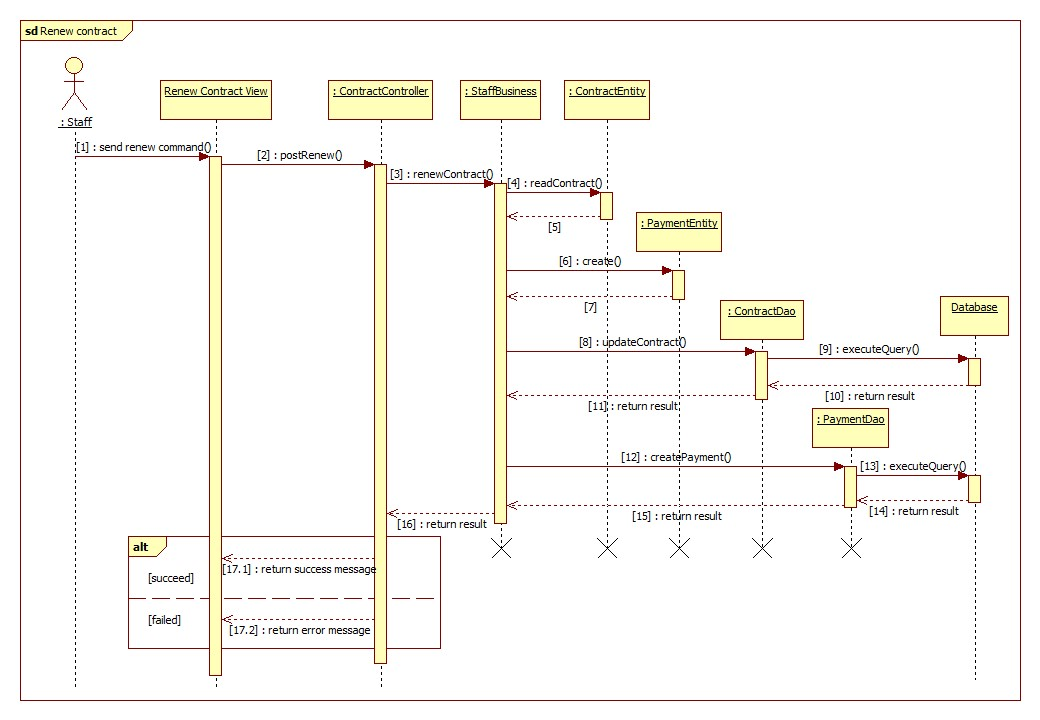 sd Renew contract
: Staff
Renew Contract View
: ContractController
: StaffBusiness
: ContractEntity
[1] : send renew command()
[2] : postRenew()
[3] : renewContract()
[4] : readContract()
[5]
: PaymentEntity
[6] : create()
[7]
: ContractDao
Database
[8] : updateContract()
[9] : executeQuery()
[10] : return result
[11] : return result
: PaymentDao
[12] : createPayment()
[13] : executeQuery()
[14] : return result
[15] : return result
[16] : return result
alt
[17.1] : return success message
[succeed]
[failed]
[17.2] : return error message